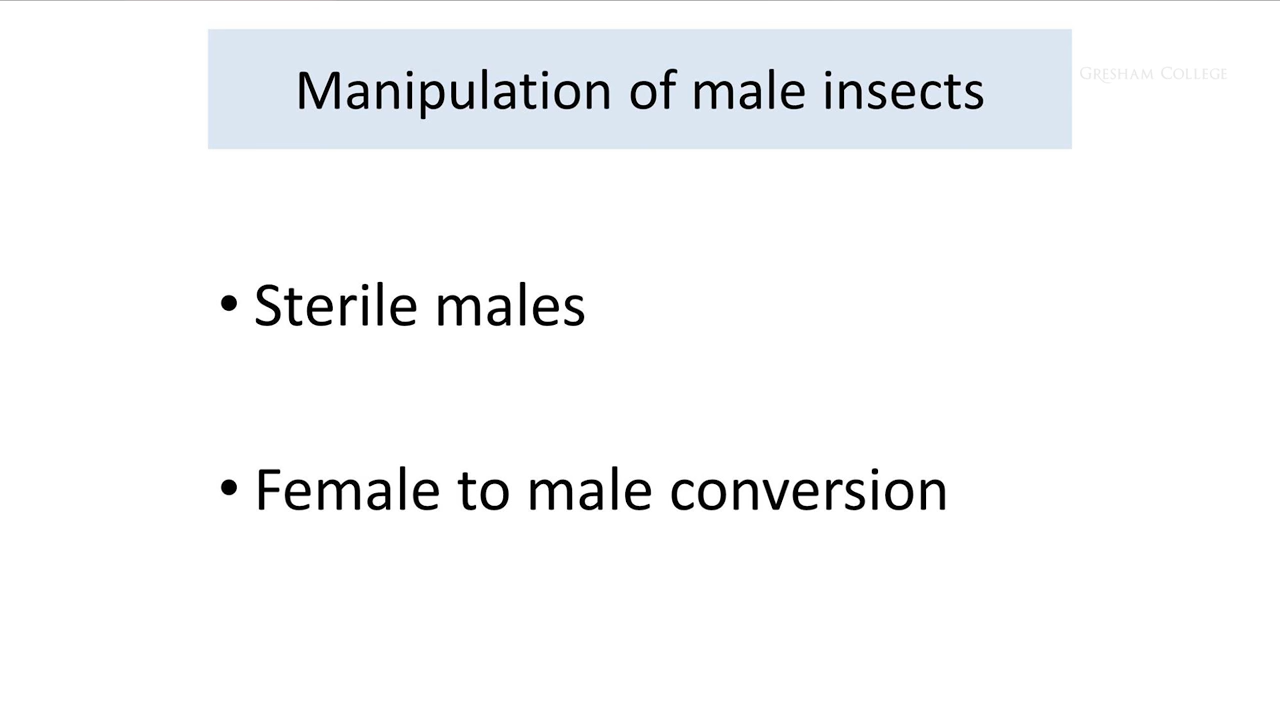 Manipulation of male insects
GRESHAM COLLEGE
• Sterile males
• Female to male conversion